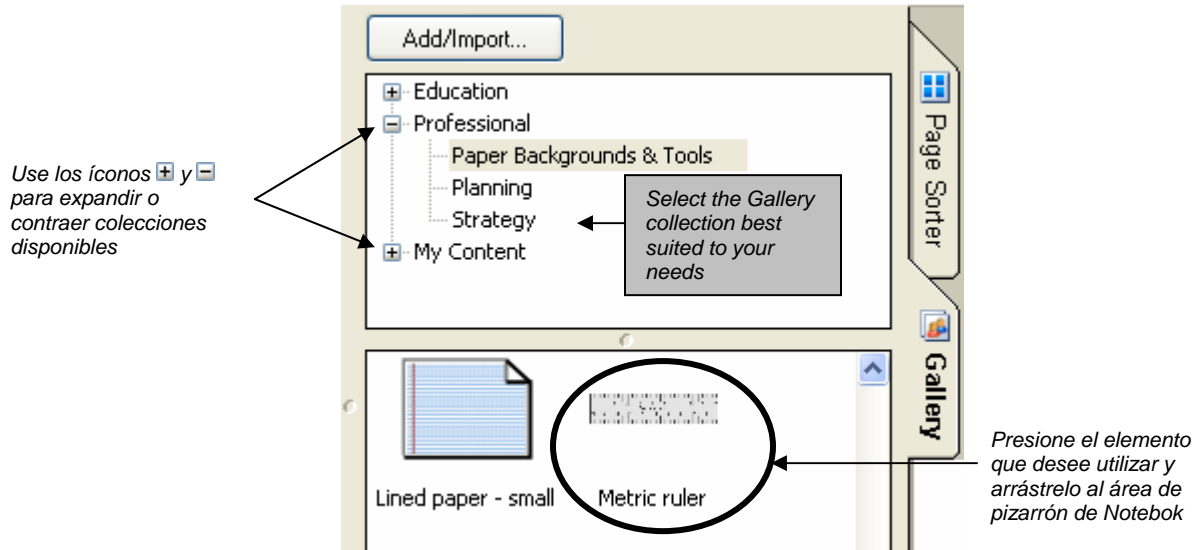 Add/Import...
Education
Professional
Paper Backgrounds & Tools
Planning
Strategy
My Content
Use los íconos + y −
para expandir o
contraer colecciones
disponibles
Select the Gallery
collection best
suited to your
needs
Page Sorter
Gallery
Lined paper - small
Metric ruler
Presione el elemento
que desee utilizar y
arrástrelo al área de
pizarrón de Notebok